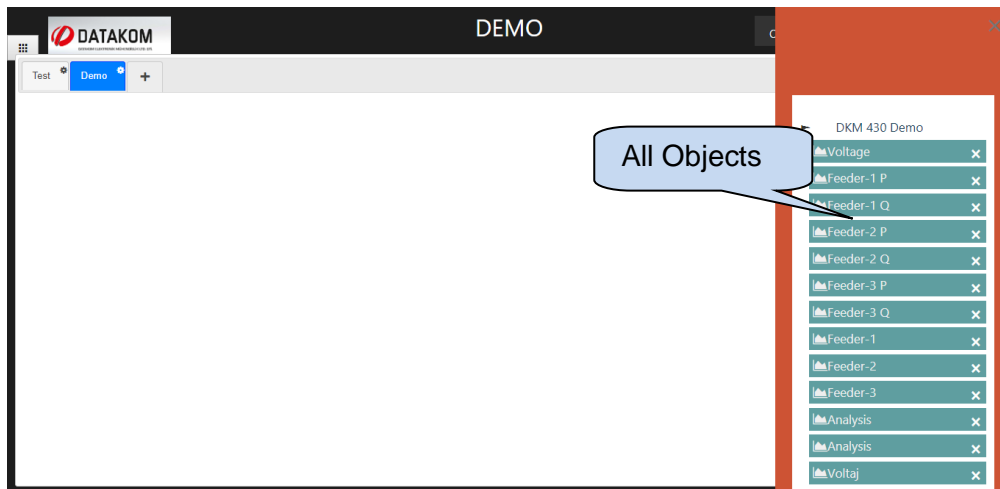 DATAKOM
DEMO
Test
Demo
+
DKM 430 Demo
All Objects
Voltage
Feeder-1 P
Feeder-1 Q
Feeder-2 P
Feeder-2 Q
Feeder-3 P
Feeder-3 Q
Feeder-1
Feeder-2
Feeder-3
Analysis
Analysis
Voltaj